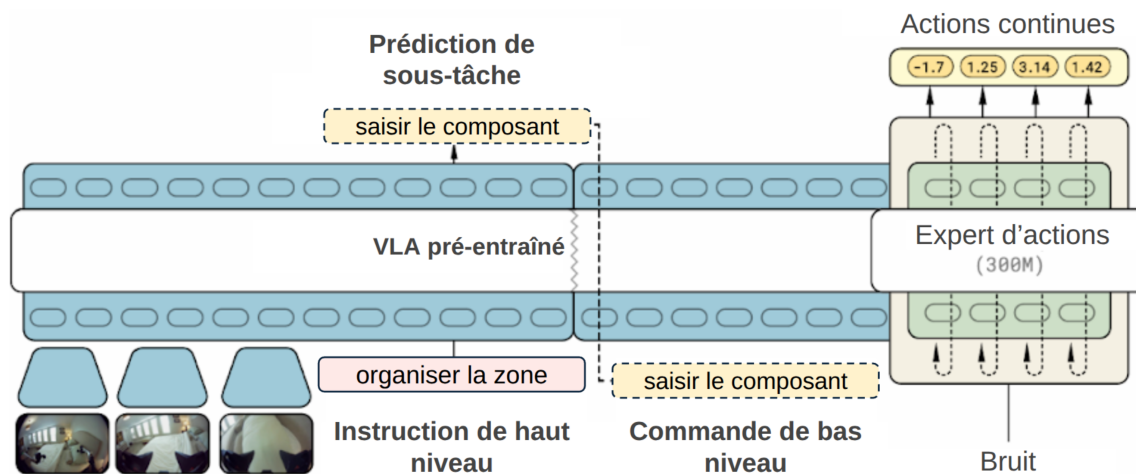 Actions continues
-1.7 1.25 3.14 1.42
Prédiction de
sous-tâche
saisir le composant
VLA pré-entraîné
Expert d’actions
(300M)
organiser la zone
saisir le composant
Instruction de haut
niveau
Commande de bas
niveau
Bruit